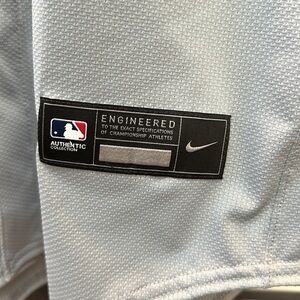 ENGINEERED
TO THE EXACT SPECIFICATIONS
OF CHAMPIONSHIP ATHLETES
AUTHENTIC
COLLECTION